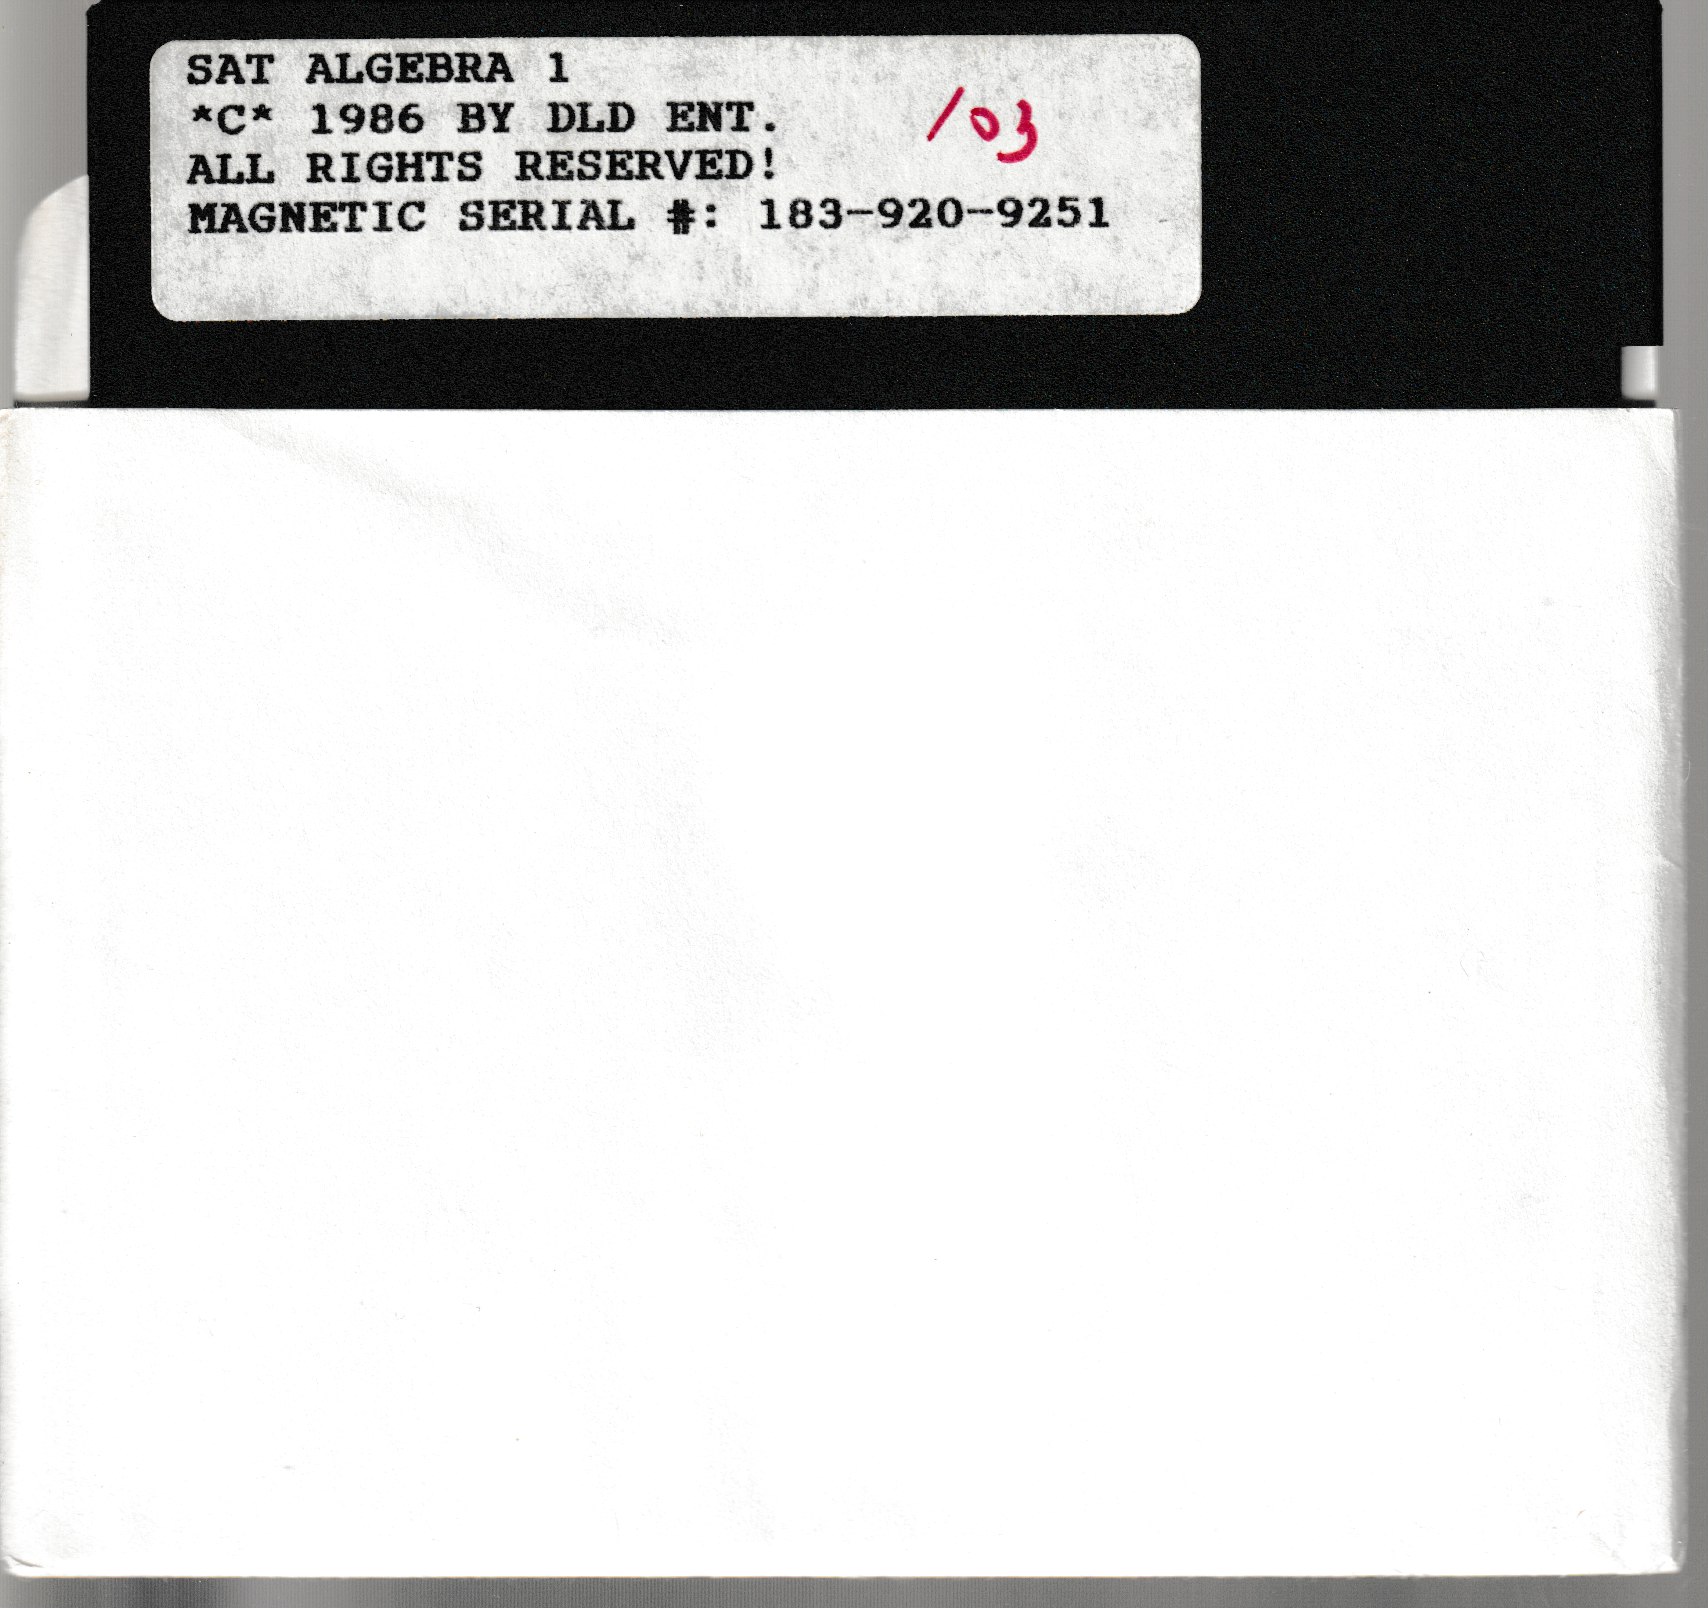 SAT ALGEBRA 1
*C* 1986 BY DLD ENT.
/03
ALL RIGHTS RESERVED!
MAGNETIC SERIAL #: 183-920-9251